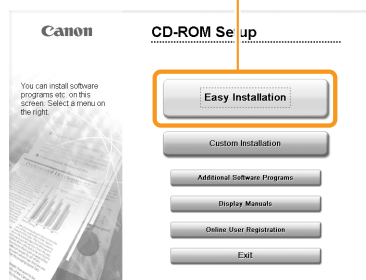 Canon
CD-ROM Setup
You can install software
programs etc. on this
screen. Select a menu on
the right.
Easy Installation
Custom Installation
Additional Software Programs
Display Manuals
Online User Registration
Exit